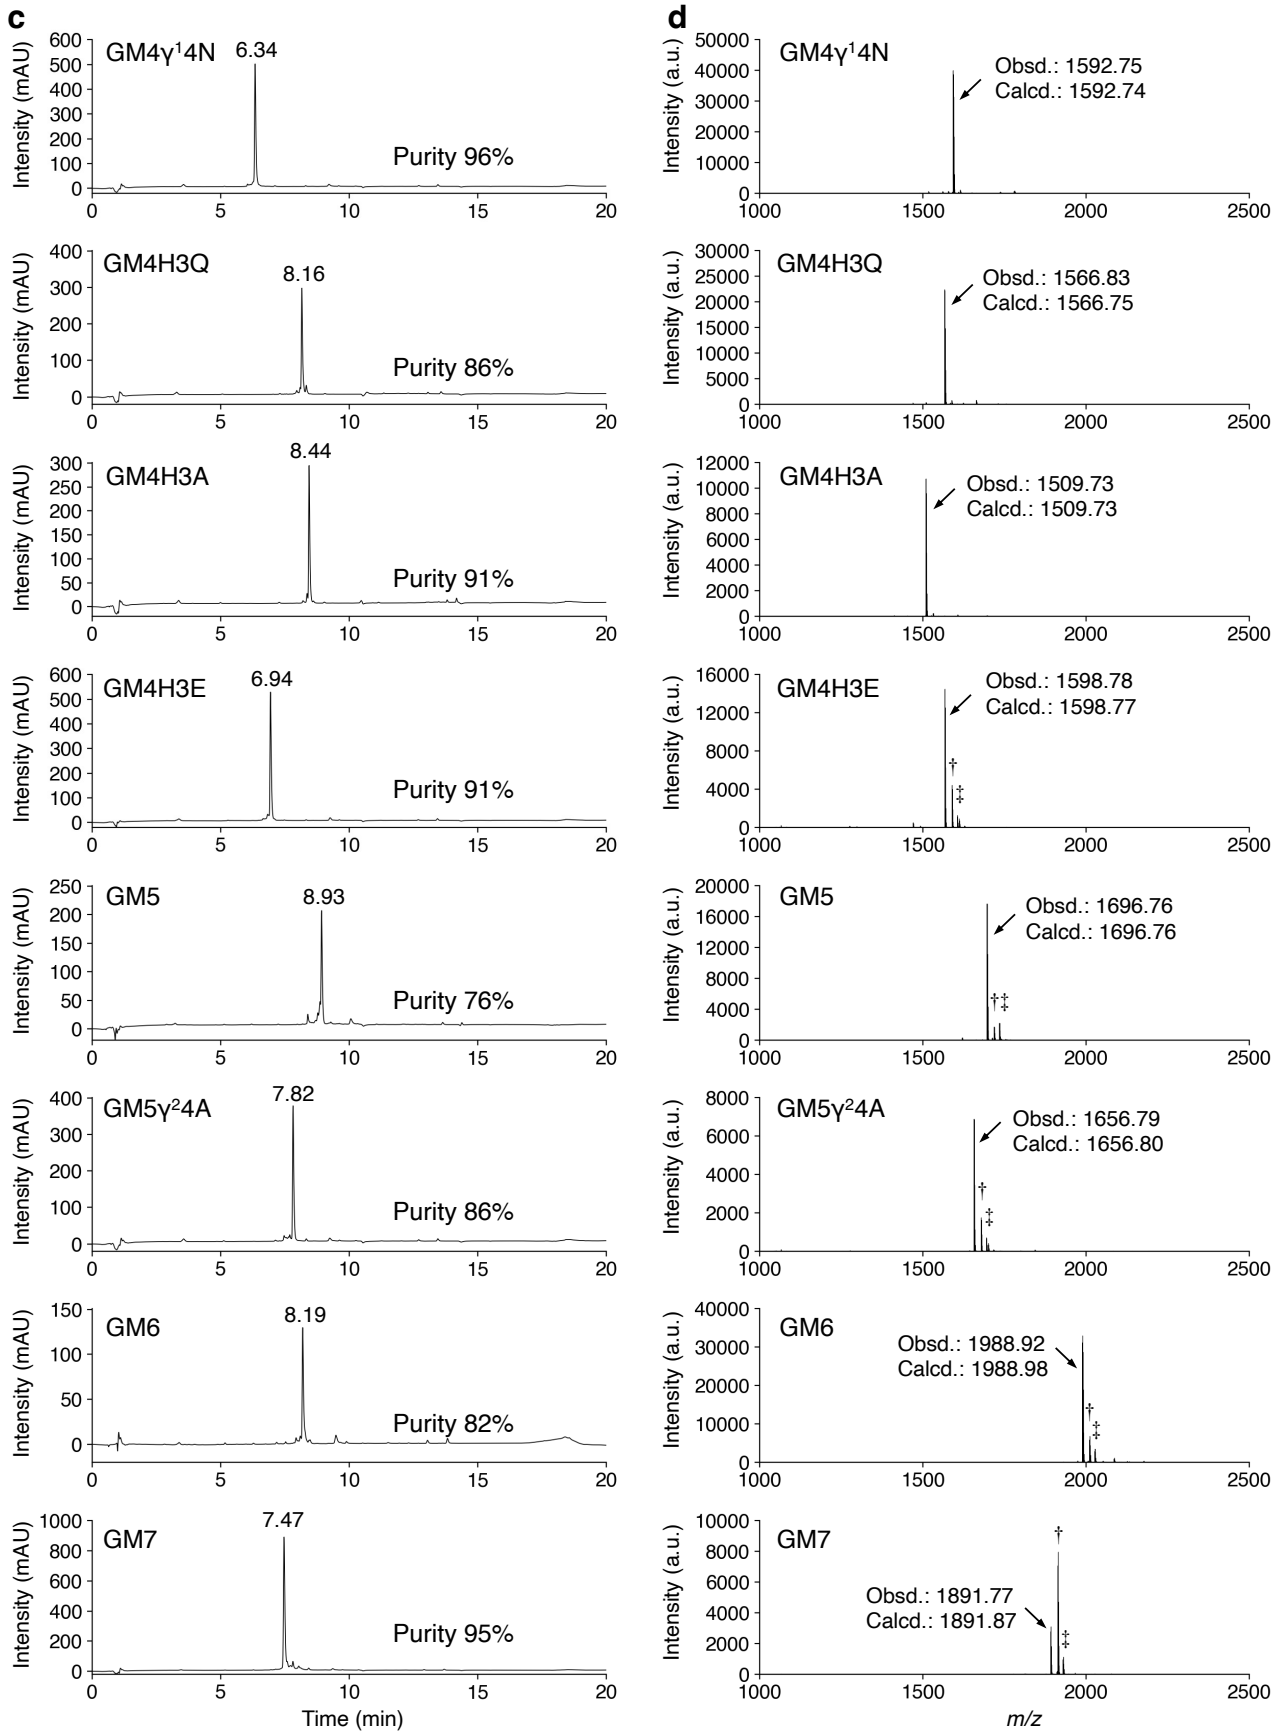 c
Intensity (mAU)
600
500
400
300
200
100
0
GM4γ¹4N
6.34
Purity 96%
0 5 10 15 20
Intensity (mAU)
400
300
200
100
0
GM4H3Q
8.16
Purity 86%
0 5 10 15 20
Intensity (mAU)
300
250
200
150
100
50
0
GM4H3A
8.44
Purity 91%
0 5 10 15 20
Intensity (mAU)
600
500
400
300
200
100
0
GM4H3E
6.94
Purity 91%
0 5 10 15 20
Intensity (mAU)
250
200
150
100
50
0
GM5
8.93
Purity 76%
0 5 10 15 20
Intensity (mAU)
400
300
200
100
0
GM5γ²4A
7.82
Purity 86%
0 5 10 15 20
Intensity (mAU)
150
100
50
0
GM6
8.19
Purity 82%
0 5 10 15 20
Intensity (mAU)
1000
800
600
400
200
0
GM7
7.47
Purity 95%
0 5 10 15 20
Time (min)
d
Intensity (a.u.)
50000
40000
30000
20000
10000
0
GM4γ¹4N
Obsd.: 1592.75
Calcd.: 1592.74
1000 1500 2000 2500
Intensity (a.u.)
30000
25000
20000
15000
10000
5000
0
GM4H3Q
Obsd.: 1566.83
Calcd.: 1566.75
1000 1500 2000 2500
Intensity (a.u.)
12000
10000
8000
6000
4000
2000
0
GM4H3A
Obsd.: 1509.73
Calcd.: 1509.73
1000 1500 2000 2500
Intensity (a.u.)
16000
12000
8000
4000
0
GM4H3E
Obsd.: 1598.78
Calcd.: 1598.77
†
‡
1000 1500 2000 2500
Intensity (a.u.)
20000
16000
12000
8000
4000
0
GM5
Obsd.: 1696.76
Calcd.: 1696.76
† ‡
1000 1500 2000 2500
Intensity (a.u.)
8000
6000
4000
2000
0
GM5γ²4A
Obsd.: 1656.79
Calcd.: 1656.80
†
‡
1000 1500 2000 2500
Intensity (a.u.)
40000
30000
20000
10000
0
GM6
Obsd.: 1988.92
Calcd.: 1988.98
†
‡
1000 1500 2000 2500
Intensity (a.u.)
10000
8000
6000
4000
2000
0
GM7
†
Obsd.: 1891.77
Calcd.: 1891.87
‡
1000 1500 2000 2500
m/z